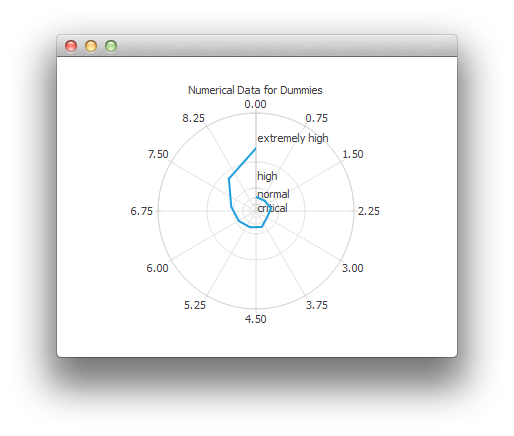 Numerical Data for Dummies
0.00
8.25
0.75
extremely high
7.50
1.50
high
normal
critical
6.75
2.25
6.00
3.00
5.25
3.75
4.50